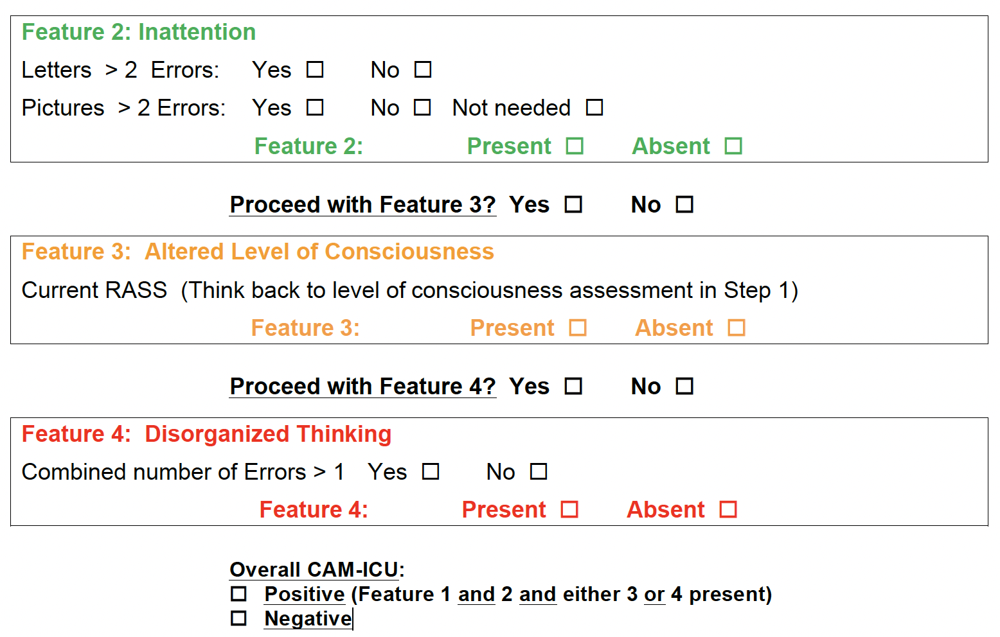 Feature 2: Inattention
Letters > 2 Errors: Yes ☐ No ☐
Pictures > 2 Errors: Yes ☐ No ☐ Not needed ☐
Feature 2: Present ☐ Absent ☐
Proceed with Feature 3? Yes ☐ No ☐
Feature 3: Altered Level of Consciousness
Current RASS (Think back to level of consciousness assessment in Step 1)
Feature 3: Present ☐ Absent ☐
Proceed with Feature 4? Yes ☐ No ☐
Feature 4: Disorganized Thinking
Combined number of Errors > 1 Yes ☐ No ☐
Feature 4: Present ☐ Absent ☐
Overall CAM-ICU:
☐ Positive (Feature 1 and 2 and either 3 or 4 present)
☐ Negative